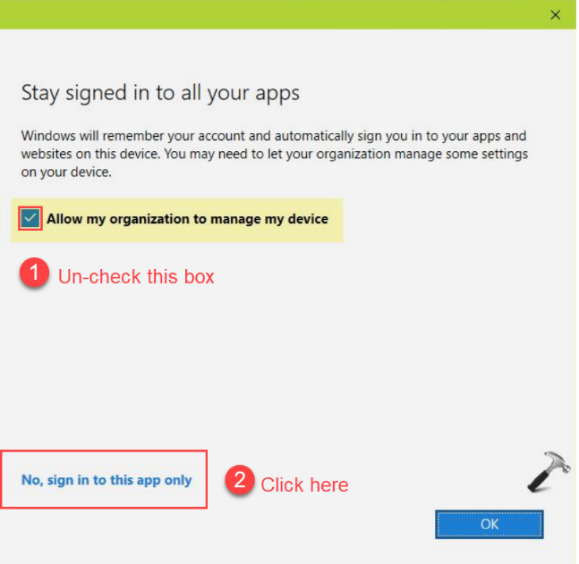 Stay signed in to all your apps
Windows will remember your account and automatically sign you in to your apps and
websites on this device. You may need to let your organization manage some settings
on your device.
Allow my organization to manage my device
1 Un-check this box
No, sign in to this app only
2 Click here
OK